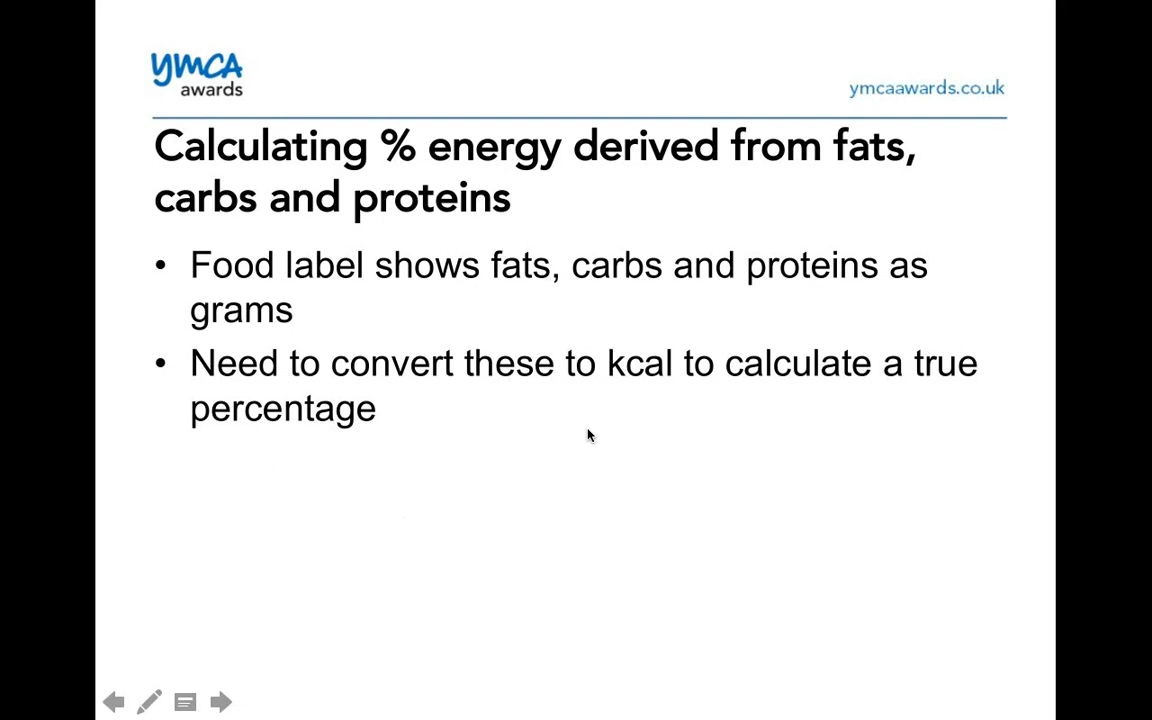 ymca
awards
ymcaawards.co.uk
Calculating % energy derived from fats,
carbs and proteins
• Food label shows fats, carbs and proteins as
grams
• Need to convert these to kcal to calculate a true
percentage